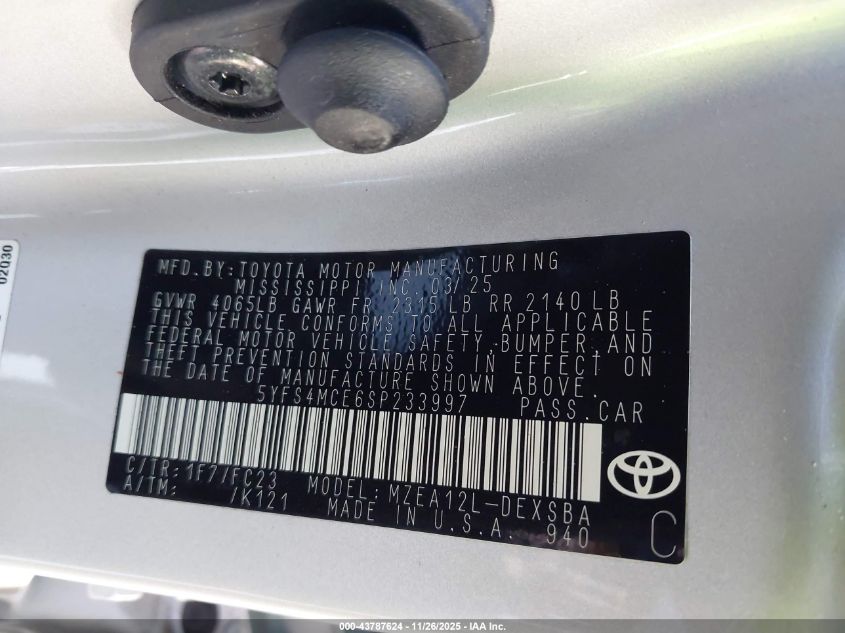 MFD.BY:TOYOTA MOTOR MANUFACTURING
MISSISSIPPI,INC. 03/25
GVWR 4065LB GAWR FR 2315 LB RR 2140 LB
THIS VEHICLE CONFORMS TO ALL APPLICABLE
FEDERAL MOTOR VEHICLE SAFETY,BUMPER,AND
THEFT PREVENTION STANDARDS IN EFFECT ON
THE DATE OF MANUFACTURE SHOWN ABOVE.
5YFS4MCE6SP233997 PASS.CAR
C/TR:1F7/FC23 MODEL:MZEA12L-DEXSBA
A/TM: /K121 MADE IN U.S.A. 940
C
02030
000-43787624 - 11/26/2025 - IAA Inc.